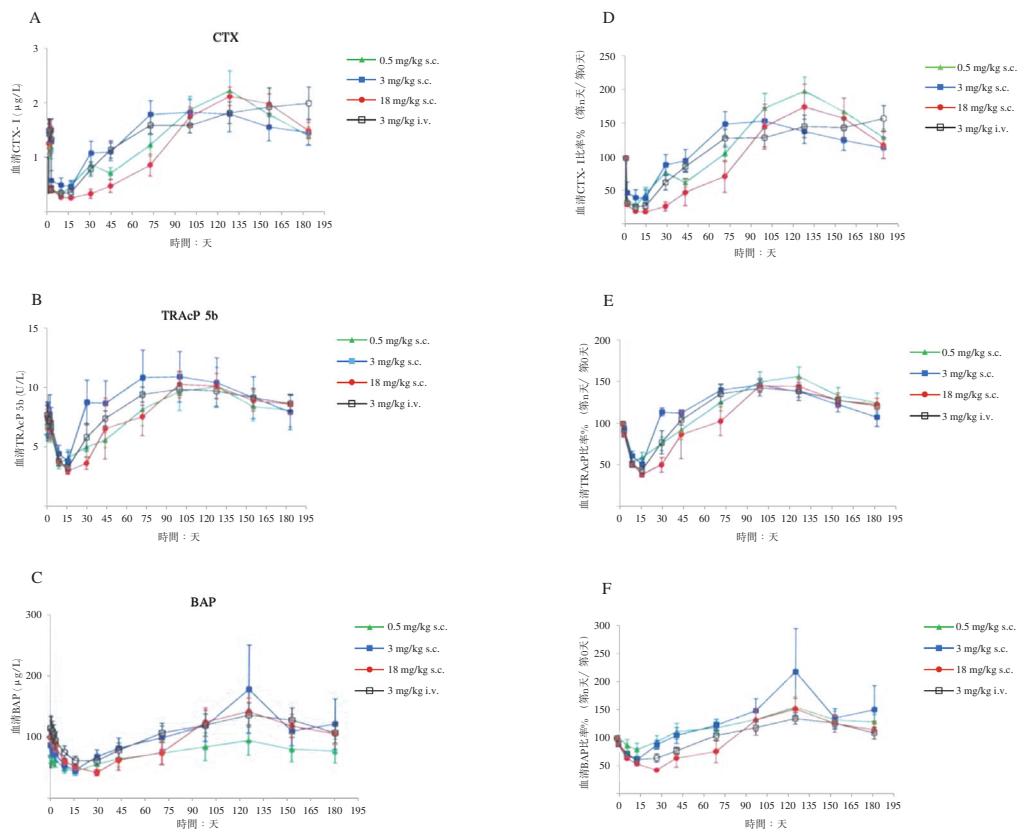 A
CTX
血清CTX- I（μg/L）
3
2
1
0 15 30 45 60 75 90 105 120 135 150 165 180 195
時間：天
0.5 mg/kg s.c.
3 mg/kg s.c.
18 mg/kg s.c.
3 mg/kg i.v.
D
血清CTX- I比率%（第n天/第0天）
250
200
150
100
50
0 15 30 45 60 75 90 105 120 135 150 165 180 195
時間：天
0.5 mg/kg s.c.
3 mg/kg s.c.
18 mg/kg s.c.
3 mg/kg i.v.
B
TRAcP 5b
血清TRAcP 5b（U/L）
15
10
5
0 15 30 45 60 75 90 105 120 135 150 165 180 195
時間：天
0.5 mg/kg s.c.
3 mg/kg s.c.
18 mg/kg s.c.
3 mg/kg i.v.
E
血清TRAcP比率%（第n天/ 第0天）
200
150
100
50
0 15 30 45 60 75 90 105 120 135 150 165 180 195
時間：天
0.5 mg/kg s.c.
3 mg/kg s.c.
18 mg/kg s.c.
3 mg/kg i.v.
C
BAP
血清BAP（μg/L）
300
200
100
0 15 30 45 60 75 90 105 120 135 150 165 180 195
時間：天
0.5 mg/kg s.c.
3 mg/kg s.c.
18 mg/kg s.c.
3 mg/kg i.v.
F
血清BAP比率%（第n天/ 第0天）
300
250
200
150
100
50
0 15 30 45 60 75 90 105 120 135 150 165 180 195
時間：天
0.5 mg/kg s.c.
3 mg/kg s.c.
18 mg/kg s.c.
3 mg/kg i.v.